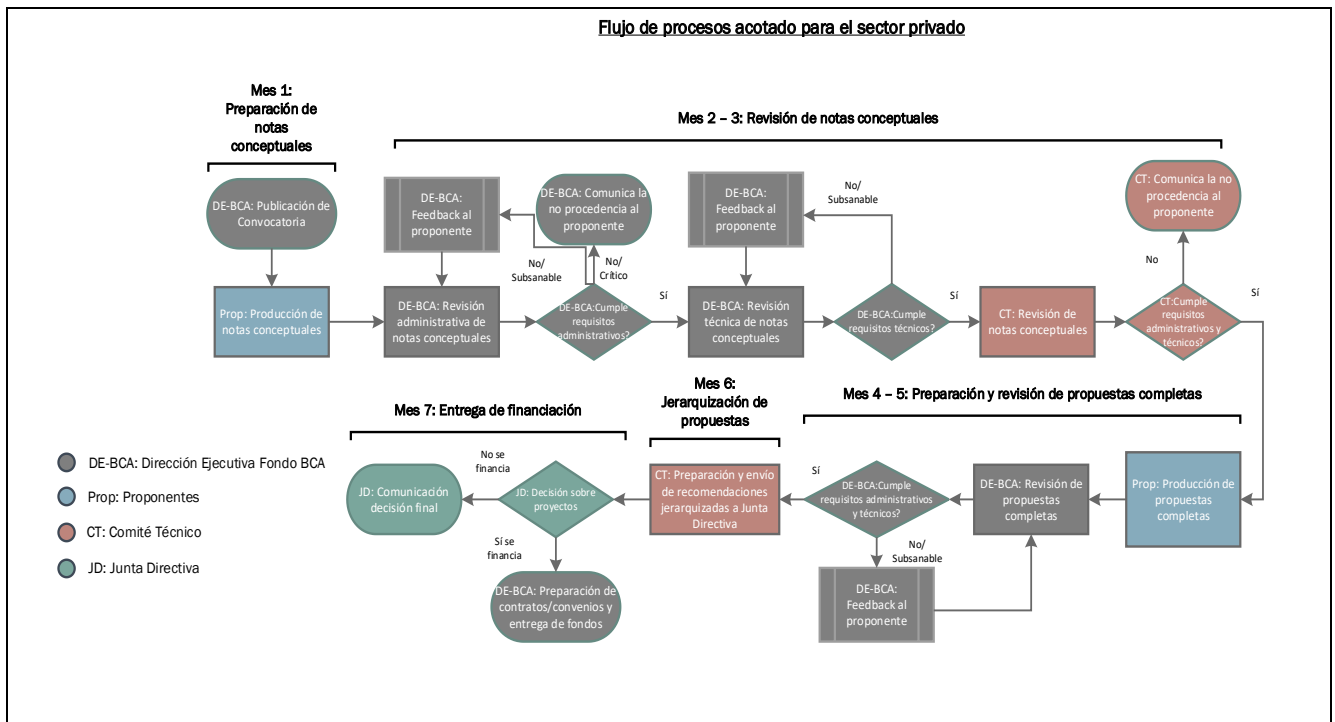 Flujo de procesos acotado para el sector privado
Mes 1:
Preparación de
notas
conceptuales
Mes 2 – 3: Revisión de notas conceptuales
DE-BCA: Publicación de
Convocatoria
DE-BCA:
Feedback al
proponente
DE-BCA: Comunica la
no procedencia al
proponente
DE-BCA:
Feedback al
proponente
No/
Subsanable
CT: Comunica la no
procedencia al
proponente
No/
Subsanable
No/
Crítico
No
Prop: Producción de
notas conceptuales
DE-BCA: Revisión
administrativa de
notas conceptuales
DE-BCA:Cumple
requisitos
administrativos?
Sí
DE-BCA: Revisión
técnica de notas
conceptuales
DE-BCA:Cumple
requisitos técnicos?
Sí
CT: Revisión
de notas conceptuales
CT:Cumple
requisitos
administrativos y
técnicos?
Sí
Mes 7: Entrega de financiación
Mes 6:
Jerarquización de
propuestas
Mes 4 – 5: Preparación y revisión de propuestas completas
JD: Comunicación
decisión final
No se
financia
JD: Decisión sobre
proyectos
CT: Preparación y envío
de recomendaciones
jerarquizadas a Junta
Directiva
Sí
DE-BCA:Cumple
requisitos administrativos
y técnicos?
DE-BCA: Revisión de
propuestas
completas
Prop: Producción de
propuestas
completas
Sí se
financia
No/
Subsanable
DE-BCA: Preparación de
contratos/convenios y
entrega de fondos
DE-BCA:
Feedback al
proponente
DE-BCA: Dirección Ejecutiva Fondo BCA
Prop: Proponentes
CT: Comité Técnico
JD: Junta Directiva